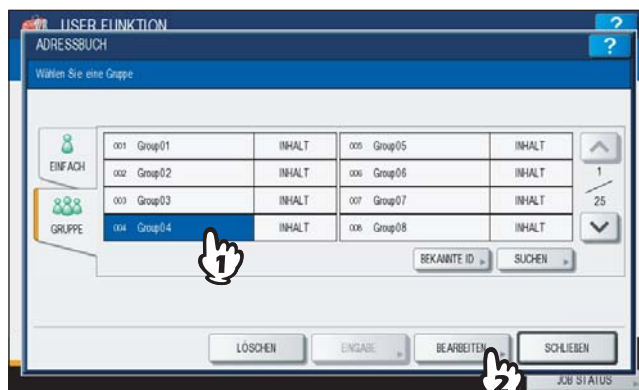 USER FUNKTION ?
ADRESSBUCH ?
Wählen Sie eine Gruppe
EINFACH
GRUPPE
001 Group01 INHALT 005 Group05 INHALT
002 Group02 INHALT 006 Group06 INHALT
003 Group03 INHALT 007 Group07 INHALT
004 Group04 INHALT 008 Group08 INHALT
1
25
1
BEKANNTE ID SUCHEN
LÖSCHEN EINGABE BEARBEITEN SCHLIEßEN
2
JOB STATUS